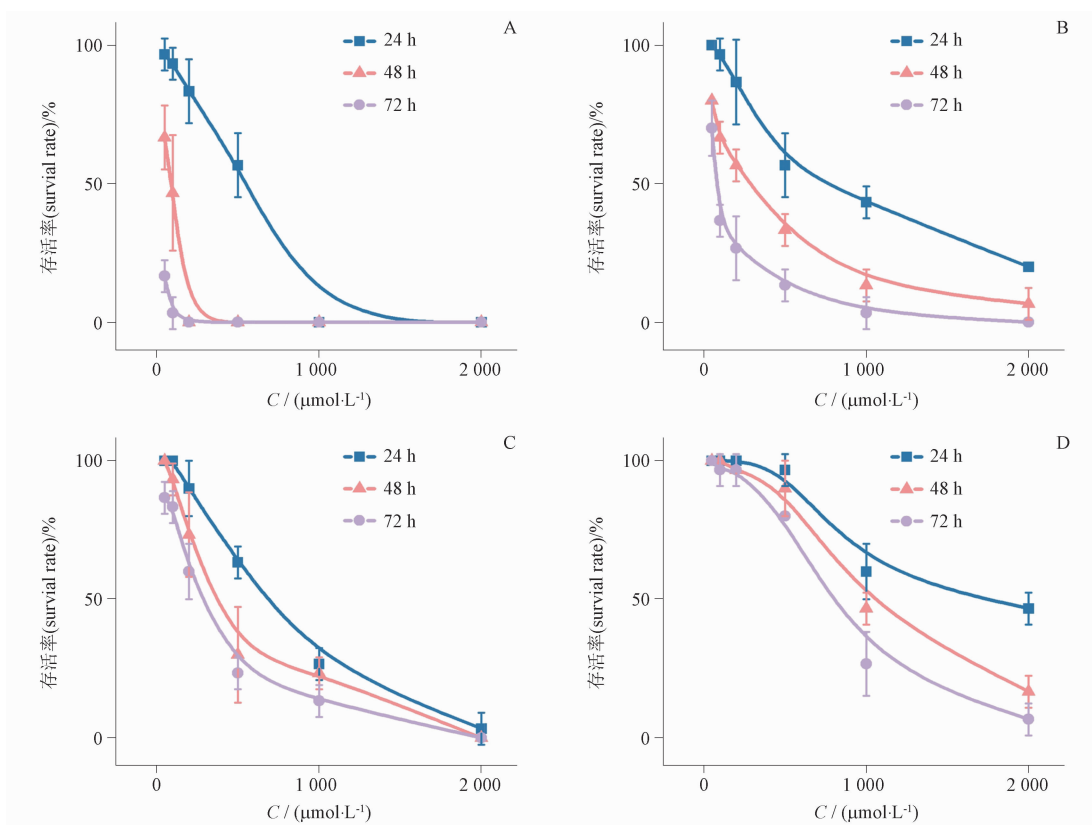 A
100
50
0
存活率(survial rate)/%
24 h
48 h
72 h
0
1 000
2 000
C / (μmol·L⁻¹)
B
100
50
0
存活率(survial rate)/%
24 h
48 h
72 h
0
1 000
2 000
C / (μmol·L⁻¹)
C
100
50
0
存活率(survial rate)/%
24 h
48 h
72 h
0
1 000
2 000
C / (μmol·L⁻¹)
D
100
50
0
存活率(survial rate)/%
24 h
48 h
72 h
0
1 000
2 000
C / (μmol·L⁻¹)